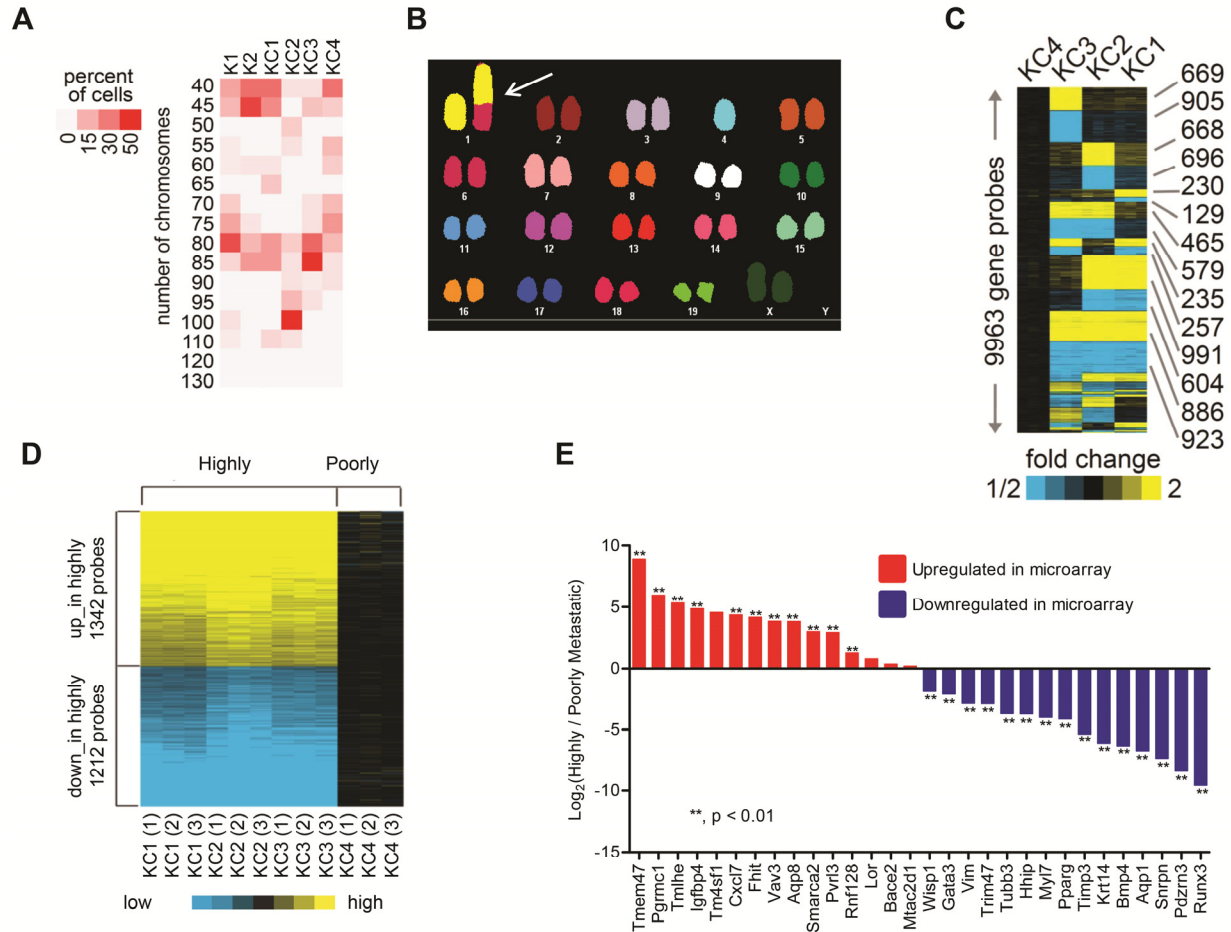 A
percent
of cells
0
15
30
50
K1
K2
KC1
KC2
KC3
KC4
number of chromosomes
40
45
50
55
60
65
70
75
80
85
90
95
100
110
120
130
B
1
2
3
4
5
6
7
8
9
10
11
12
13
14
15
16
17
18
19
X
Y
C
KC4
KC3
KC2
KC1
9963 gene probes
669
905
668
696
230
129
465
579
235
257
991
604
886
923
fold change
1/2
2
D
Highly
Poorly
up_in highly
1342 probes
down_in highly
1212 probes
KC1 (1)
KC1 (2)
KC1 (3)
KC2 (1)
KC2 (2)
KC2 (3)
KC3 (1)
KC3 (2)
KC3 (3)
KC4 (1)
KC4 (2)
KC4 (3)
low
high
E
Log2(Highly / Poorly Metastatic)
10
5
0
-5
-10
-15
Upregulated in microarray
Downregulated in microarray
** ** ** ** ** ** ** ** ** ** **
** ** ** ** ** ** ** ** ** ** ** ** ** ** **
**, p < 0.01
Tmem47
Pgrmc1
Tmlhe
Igfbp4
Tm4sf1
Cxcl7
Fhit
Vav3
Aqp8
Smarca2
Pvrl3
Rnf128
Lor
Bace2
Mtac2d1
Wisp1
Gata3
Vim
Trim47
Tubb3
Hhip
Myl7
Pparg
Timp3
Krt14
Bmp4
Aqp1
Snrpn
Pdzrn3
Runx3